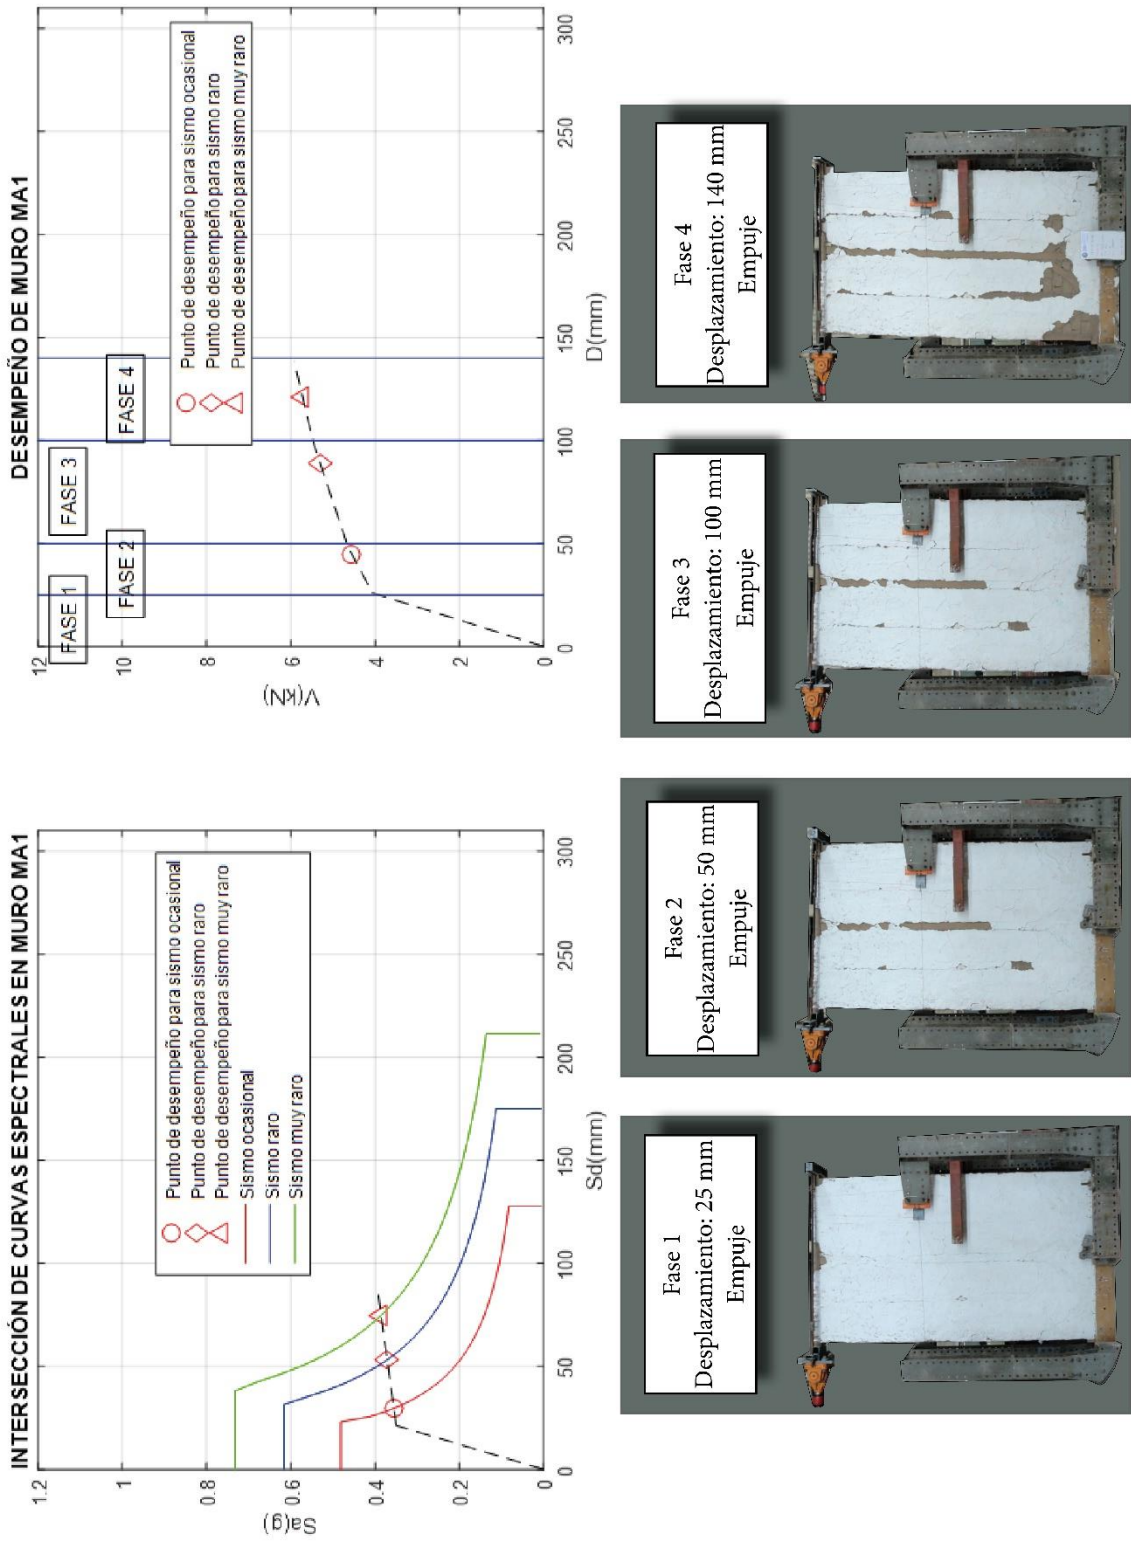 INTERSECCIÓN DE CURVAS ESPECTRALES EN MURO MA1
1.2
1
0.8
0.6
0.4
0.2
0
Sa(g)
Punto de desempeño para sismo ocasional
Punto de desempeño para sismo raro
Punto de desempeño para sismo muy raro
Sismo ocasional
Sismo raro
Sismo muy raro
0
50
100
150
200
250
300
Sd(mm)
DESEMPEÑO DE MURO MA1
12
10
8
6
4
2
0
V(kN)
FASE 1
FASE 2
FASE 3
FASE 4
Punto de desempeño para sismo ocasional
Punto de desempeño para sismo raro
Punto de desempeño para sismo muy raro
0
50
100
150
200
250
300
D(mm)
Fase 1
Desplazamiento: 25 mm
Empuje
Fase 2
Desplazamiento: 50 mm
Empuje
Fase 3
Desplazamiento: 100 mm
Empuje
Fase 4
Desplazamiento: 140 mm
Empuje